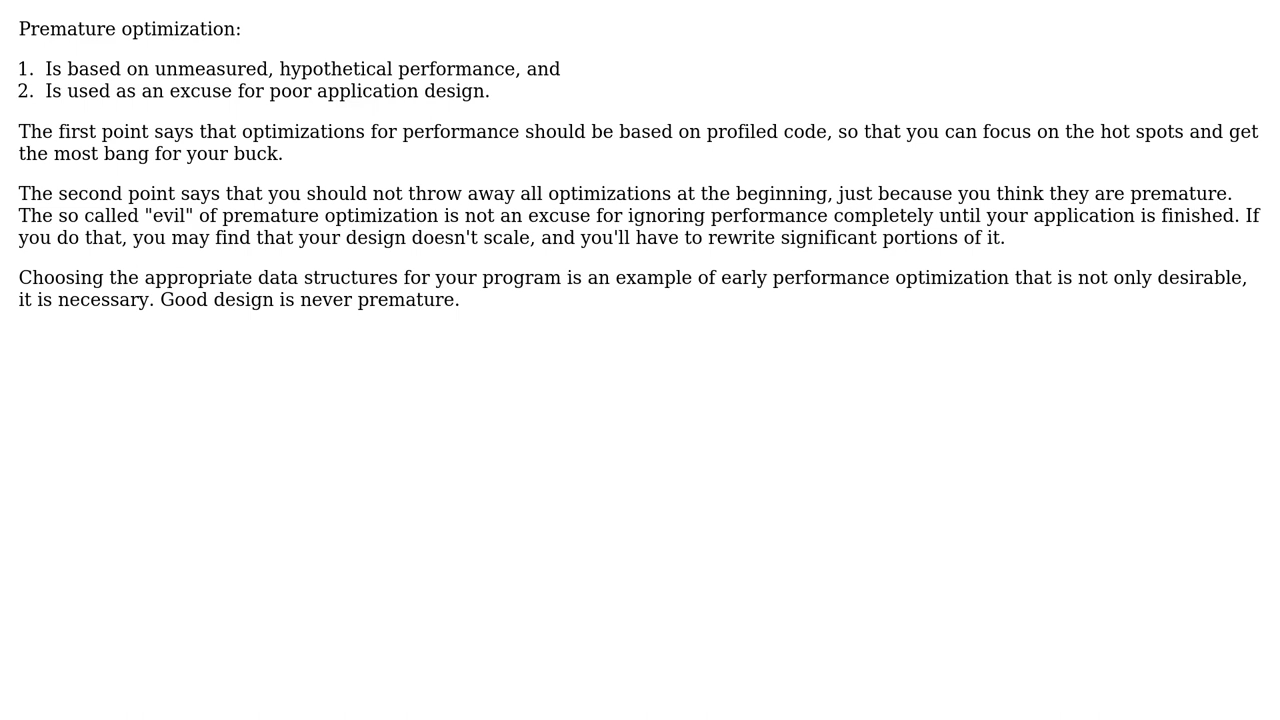 Premature optimization:
1. Is based on unmeasured, hypothetical performance, and
2. Is used as an excuse for poor application design.
The first point says that optimizations for performance should be based on profiled code, so that you can focus on the hot spots and get
the most bang for your buck.
The second point says that you should not throw away all optimizations at the beginning, just because you think they are premature.
The so called "evil" of premature optimization is not an excuse for ignoring performance completely until your application is finished. If
you do that, you may find that your design doesn't scale, and you'll have to rewrite significant portions of it.
Choosing the appropriate data structures for your program is an example of early performance optimization that is not only desirable,
it is necessary. Good design is never premature.